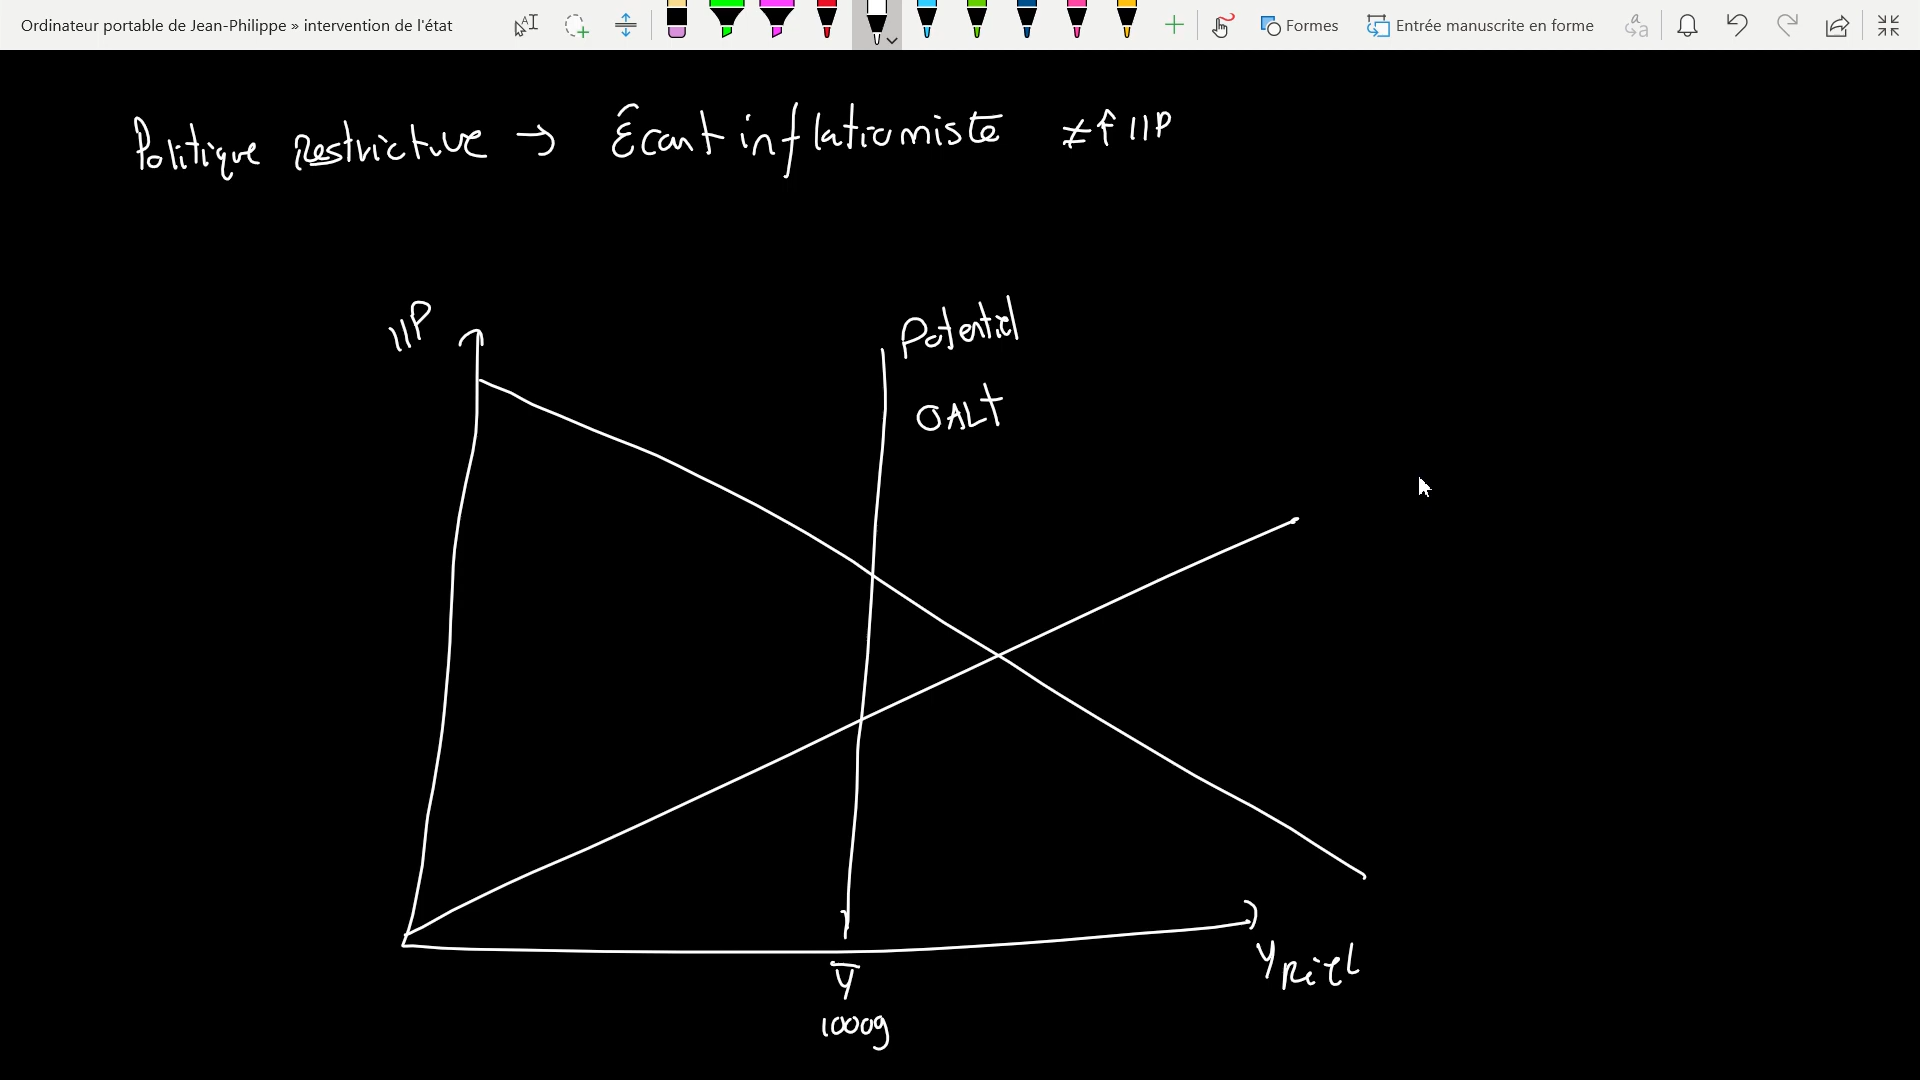 Ordinateur portable de Jean-Philippe » intervention de l'état
Formes
Entrée manuscrite en forme
Politique Restrictive → Écart inflationniste ≠↑ IIP
IIP
Potentiel
OALT
Y Réel
Y̅
1000g